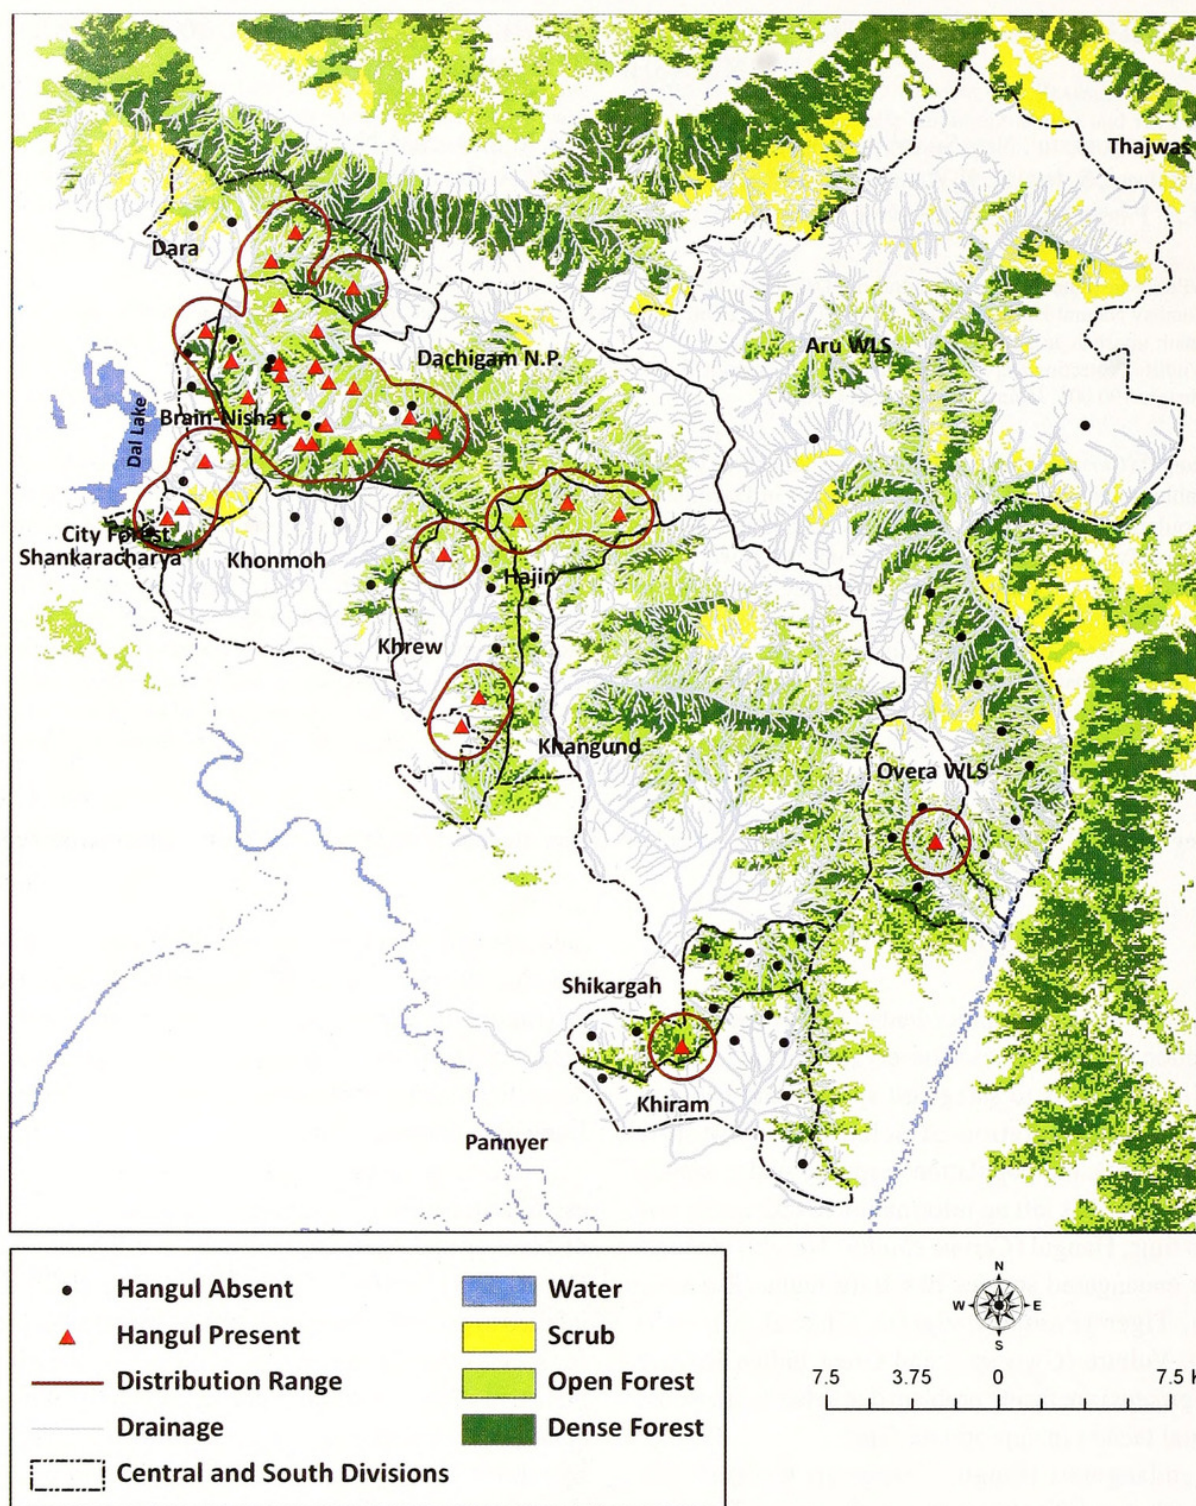 Thajwas
Dara
Aru WLS
Dachigam N.P.
Brain-Nishat
Dal Lake
City Forest
Shankaracharya
Khonmoh
Hajin
Khrew
Khangund
Overa WLS
Shikargah
Khiram
Pannyer
Hangul Absent
Hangul Present
Distribution Range
Drainage
Central and South Divisions
Water
Scrub
Open Forest
Dense Forest
N
W E
S
7.5 3.75 0 7.5